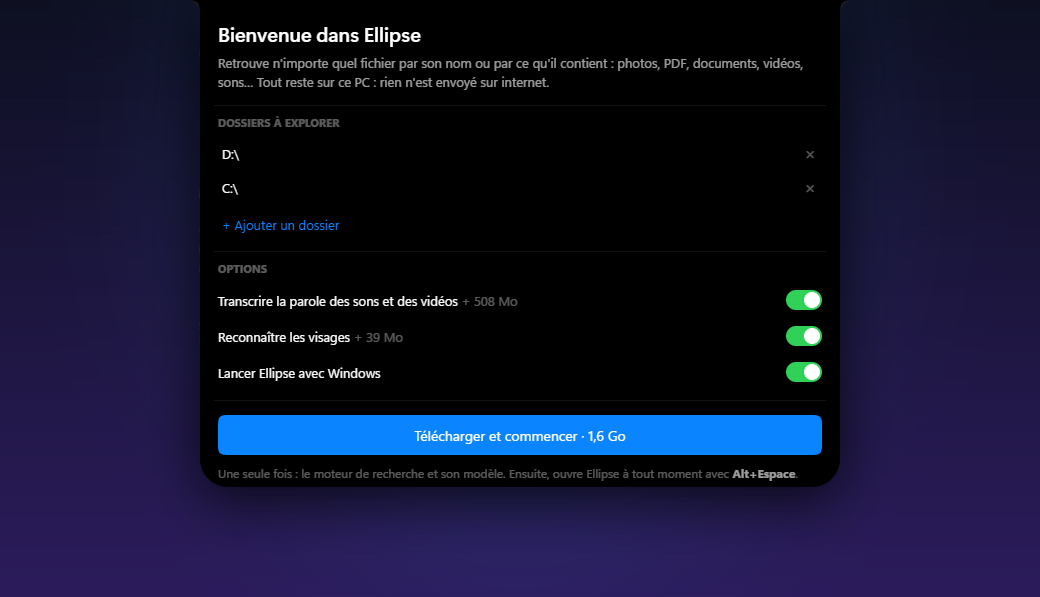 Bienvenue dans Ellipse
Retrouve n'importe quel fichier par son nom ou par ce qu'il contient : photos, PDF, documents, vidéos,
sons... Tout reste sur ce PC : rien n'est envoyé sur internet.
DOSSIERS À EXPLORER
D:\ ×
C:\ ×
+ Ajouter un dossier
OPTIONS
Transcrire la parole des sons et des vidéos + 508 Mo
Reconnaître les visages + 39 Mo
Lancer Ellipse avec Windows
Télécharger et commencer · 1,6 Go
Une seule fois : le moteur de recherche et son modèle. Ensuite, ouvre Ellipse à tout moment avec Alt+Espace.